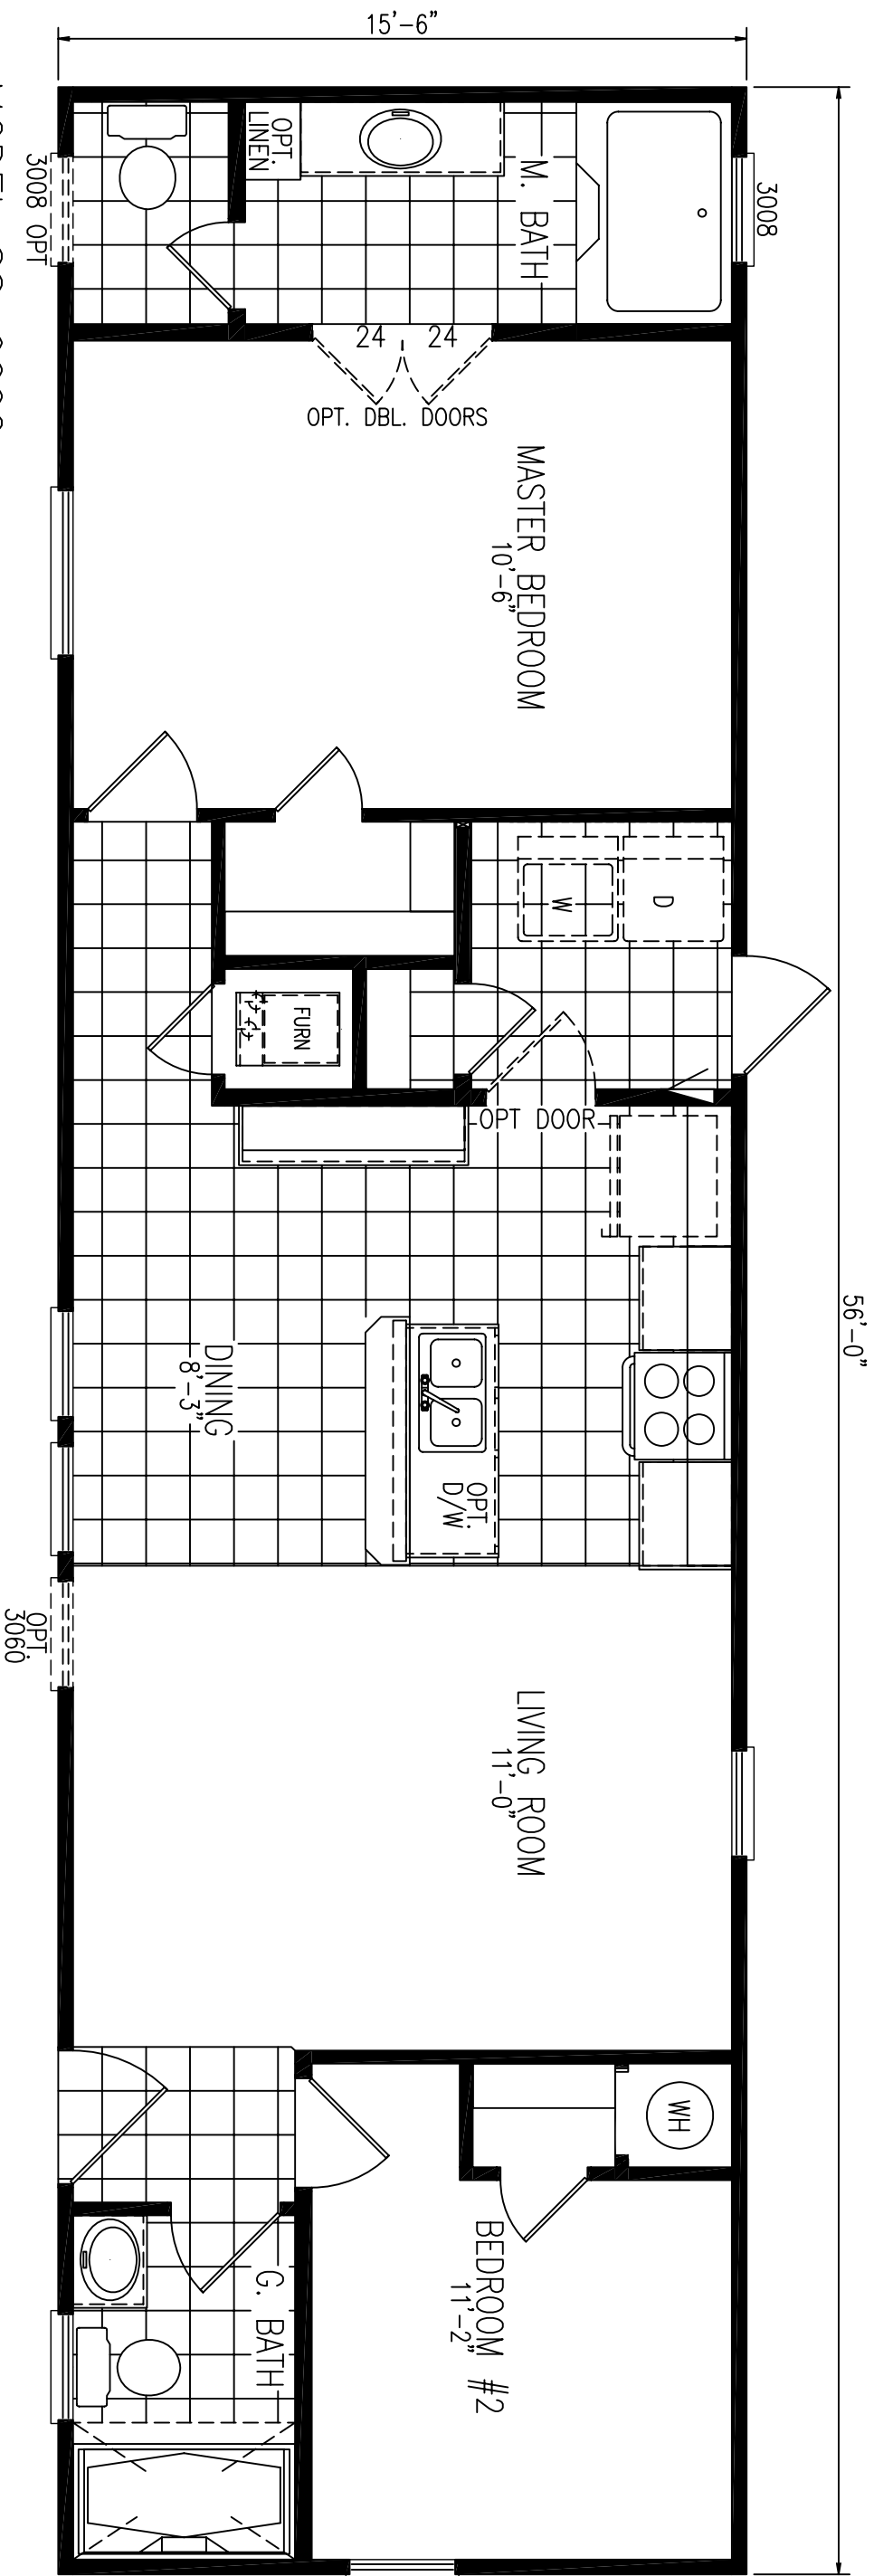 15'-6"
56'-0"
3008
3008 OPT
OPT.
LINEN
M. BATH
24
24
OPT. DBL. DOORS
MASTER BEDROOM
10'-6"
W
D
FURN
OPT DOOR
DINING
8'-3"
OPT.
D/W
OPT.
3060
LIVING ROOM
11'-0"
WH
BEDROOM #2
11'-2"
G. BATH